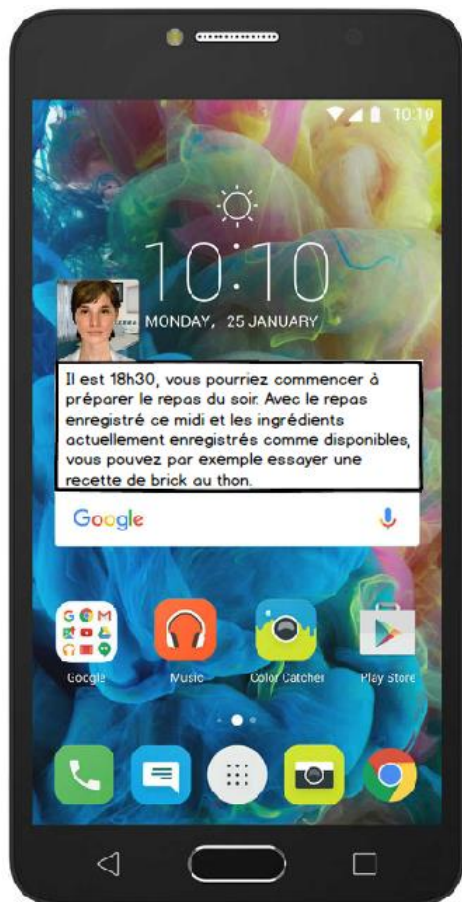 10:10
10:10
MONDAY, 25 JANUARY
Il est 18h30, vous pourriez commencer à
préparer le repas du soir. Avec le repas
enregistré ce midi et les ingrédients
actuellement enregistrés comme disponibles,
vous pouvez par exemple essayer une
recette de brick au thon.
Google
Google
Music
Color Catcher
Play Store